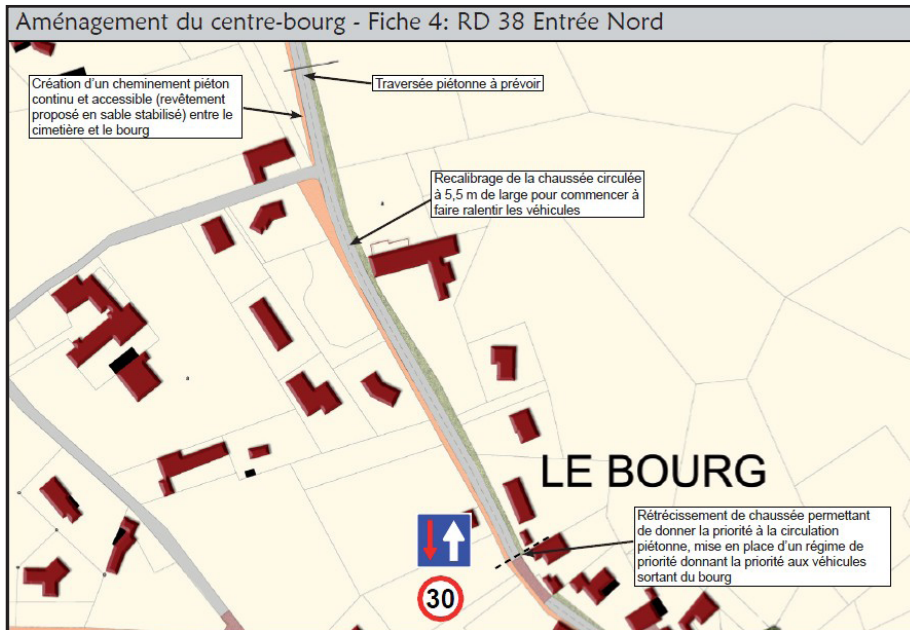 Aménagement du centre-bourg - Fiche 4: RD 38 Entrée Nord
Création d'un cheminement piéton
continu et accessible (revêtement
proposé en sable stabilisé) entre le
cimetière et le bourg
Traversée piétonne à prévoir
Recalibrage de la chaussée circulée
à 5,5 m de large pour commencer à
faire ralentir les véhicules
LE BOURG
Rétrécissement de chaussée permettant
de donner la priorité à la circulation
piétonne, mise en place d'un régime de
priorité donnant la priorité aux véhicules
sortant du bourg
30